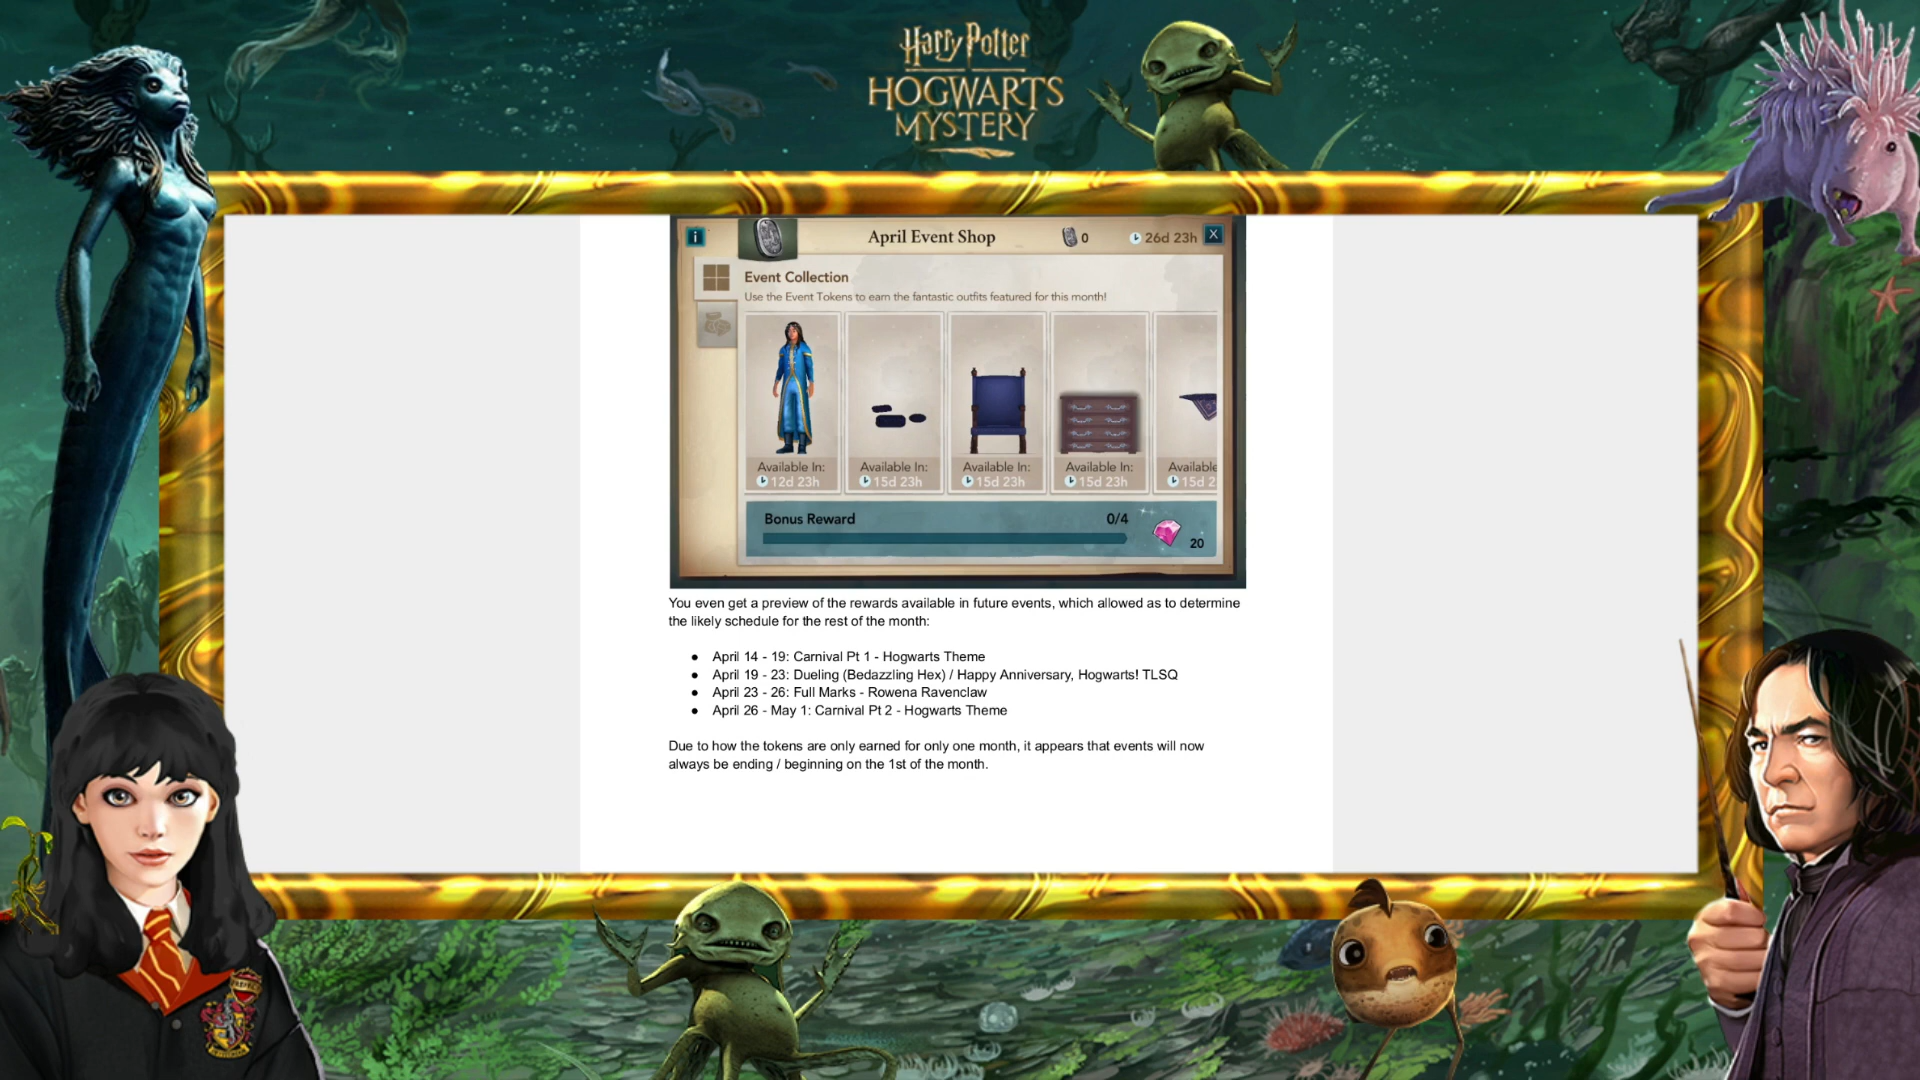 Harry Potter
HOGWARTS
MYSTERY
April Event Shop
0
26d 23h
X
i
Event Collection
Use the Event Tokens to earn the fantastic outfits featured for this month!
Available In:
12d 23h
Available In:
15d 23h
Available In:
15d 23h
Available In:
15d 23h
Available
15d 2
Bonus Reward
0/4
20
You even get a preview of the rewards available in future events, which allowed as to determine
the likely schedule for the rest of the month:
● April 14 - 19: Carnival Pt 1 - Hogwarts Theme
● April 19 - 23: Dueling (Bedazzling Hex) / Happy Anniversary, Hogwarts! TLSQ
● April 23 - 26: Full Marks - Rowena Ravenclaw
● April 26 - May 1: Carnival Pt 2 - Hogwarts Theme
Due to how the tokens are only earned for only one month, it appears that events will now
always be ending / beginning on the 1st of the month.